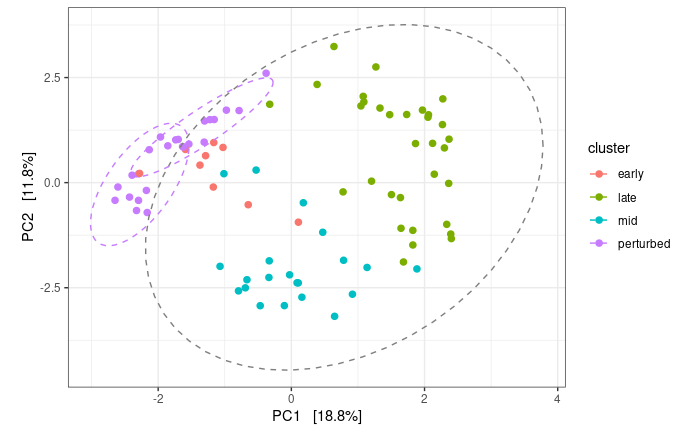 2.5
0.0
-2.5
PC2 [11.8%]
-2
0
2
4
PC1 [18.8%]
cluster
early
late
mid
perturbed